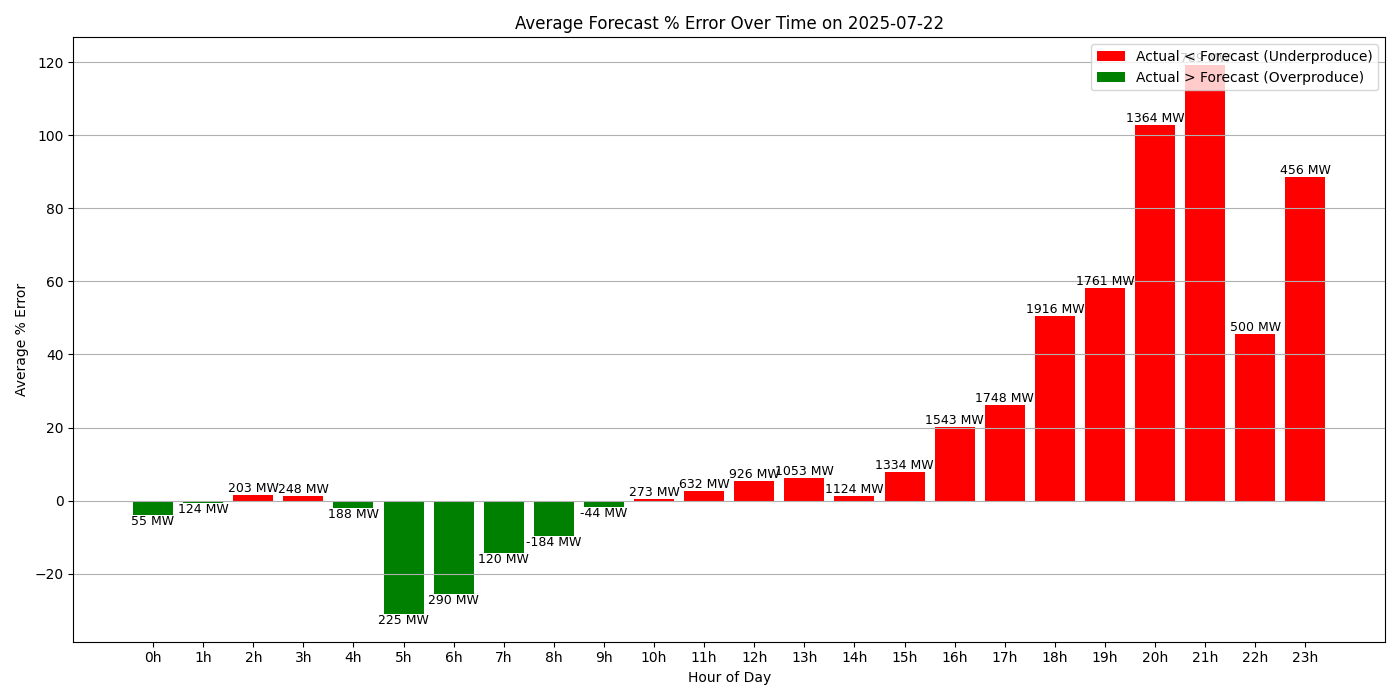 Average Forecast % Error Over Time on 2025-07-22
Actual < Forecast (Underproduce)
Actual > Forecast (Overproduce)
Average % Error
120
100
80
60
40
20
0
−20
55 MW
124 MW
203 MW
248 MW
188 MW
225 MW
290 MW
120 MW
-184 MW
-44 MW
273 MW
632 MW
926 MW
1053 MW
1124 MW
1334 MW
1543 MW
1748 MW
1916 MW
1761 MW
1364 MW
500 MW
456 MW
0h 1h 2h 3h 4h 5h 6h 7h 8h 9h 10h 11h 12h 13h 14h 15h 16h 17h 18h 19h 20h 21h 22h 23h
Hour of Day